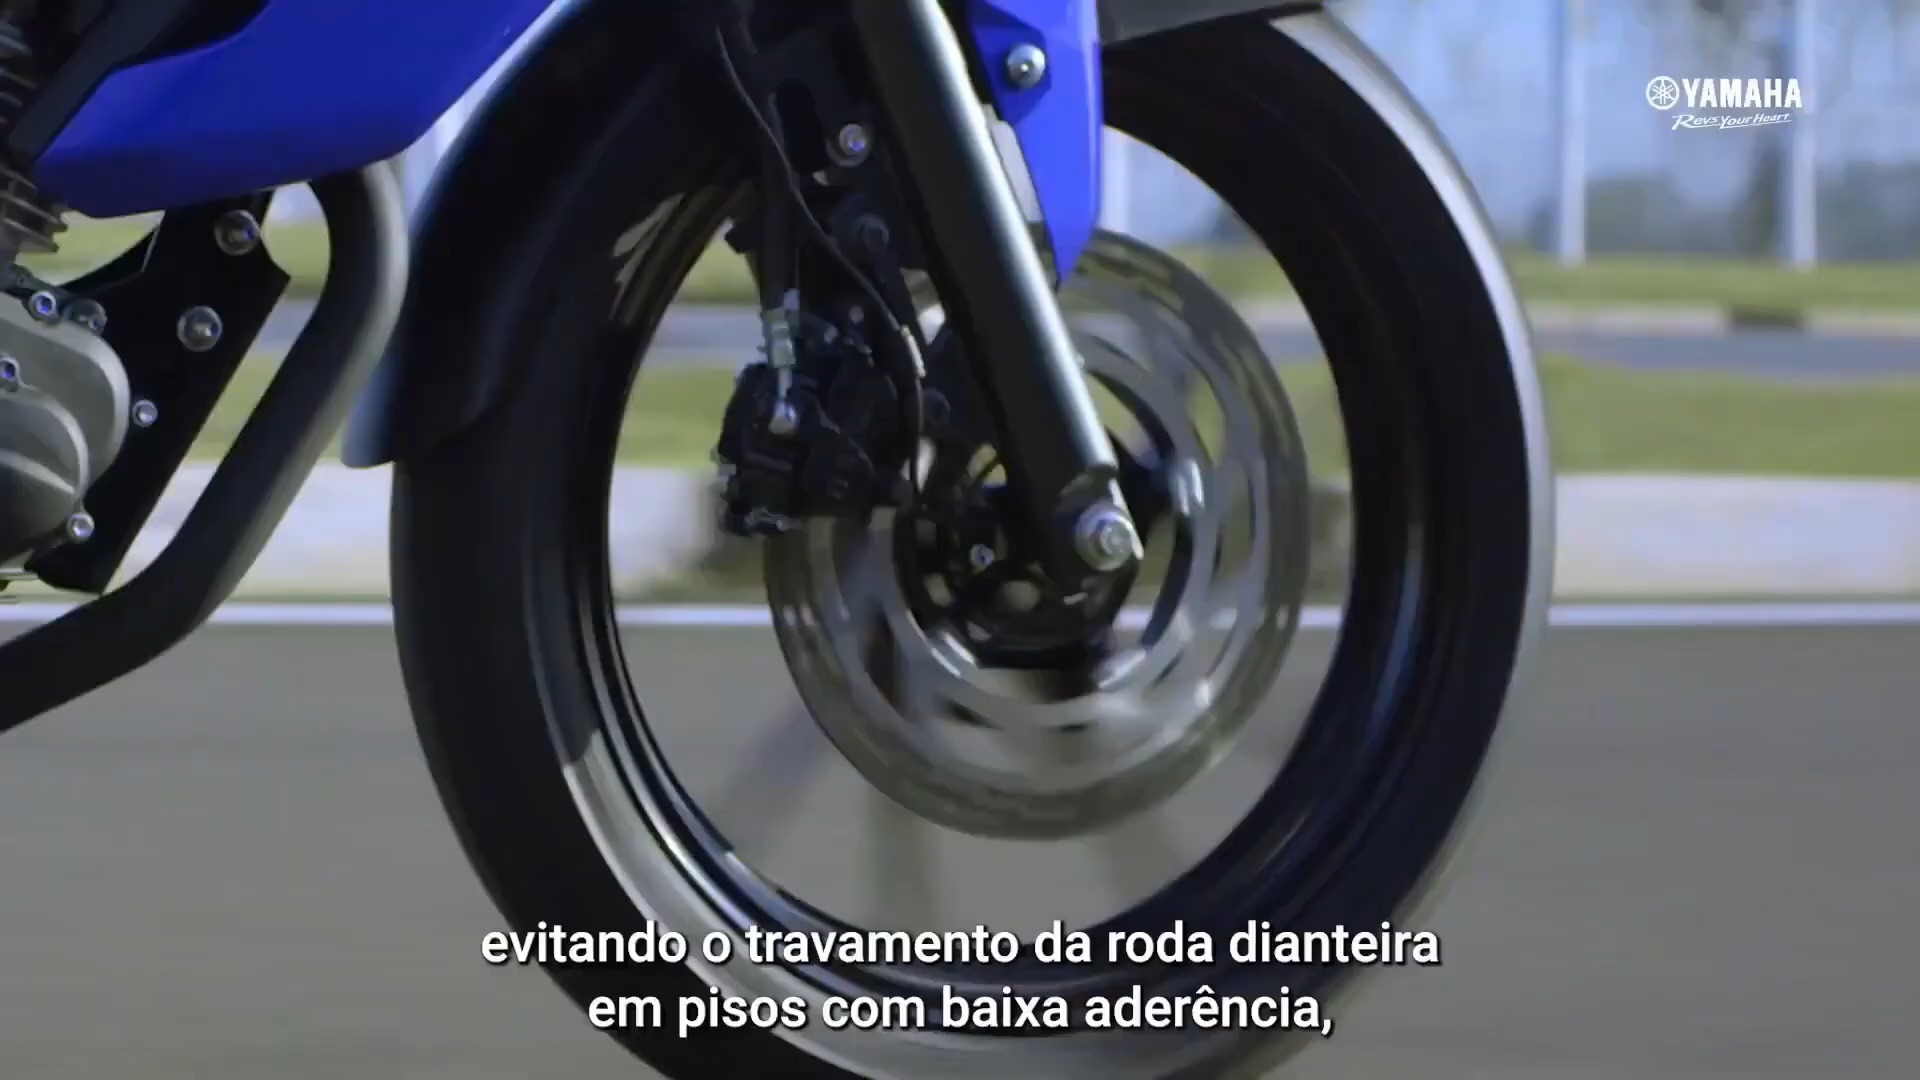 YAMAHA
Revs Your Heart
evitando o travamento da roda dianteira
em pisos com baixa aderência,